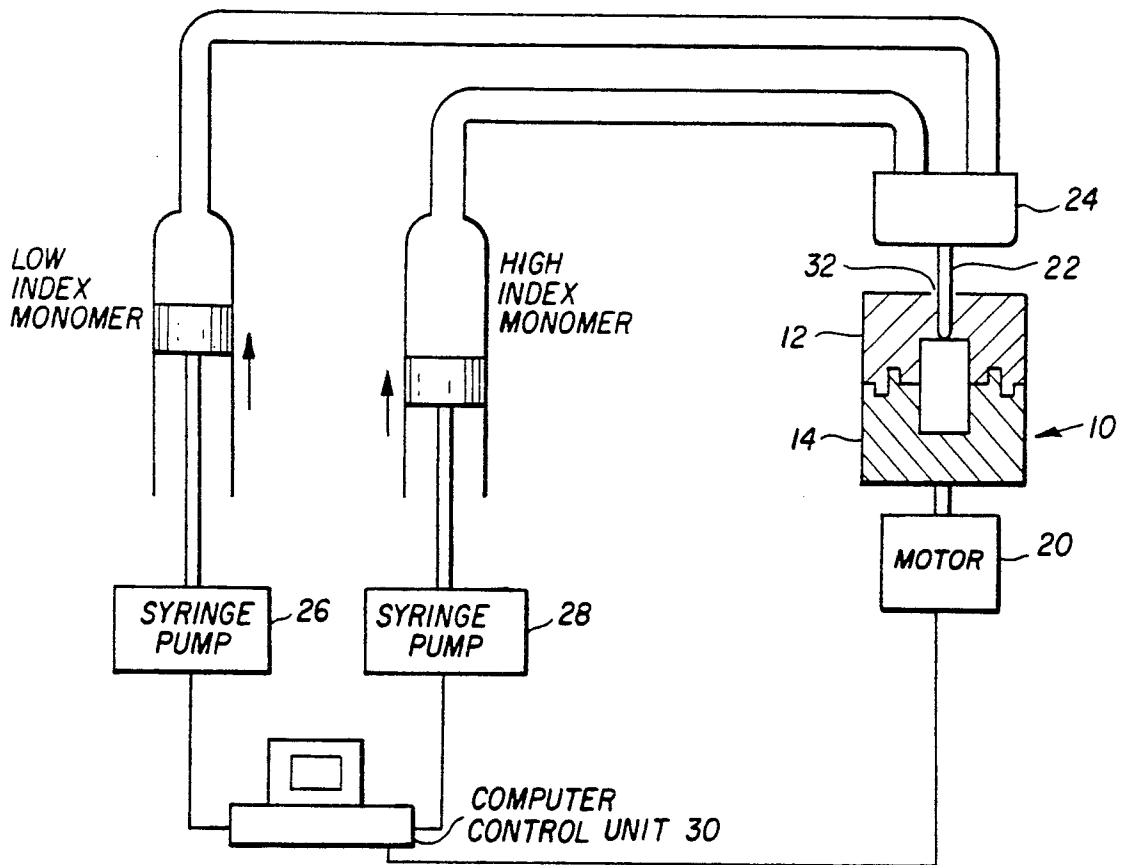 24
32
22
LOW
INDEX
MONOMER
HIGH
INDEX
MONOMER
12
14
10
MOTOR
20
SYRINGE
PUMP
26
SYRINGE
PUMP
28
COMPUTER
CONTROL UNIT 30